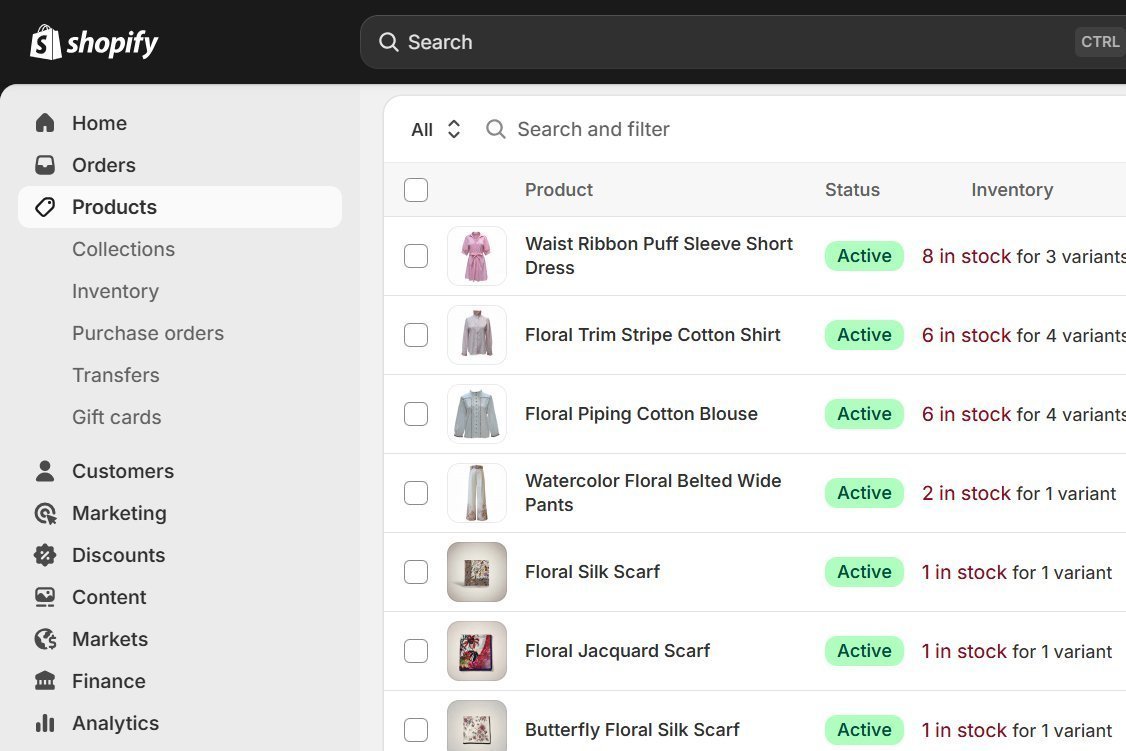 shopify
Search
CTRL
Home
Orders
Products
Collections
Inventory
Purchase orders
Transfers
Gift cards
Customers
Marketing
Discounts
Content
Markets
Finance
Analytics
All
Search and filter
Product Status Inventory
Waist Ribbon Puff Sleeve Short
Dress
Active 8 in stock for 3 variants
Floral Trim Stripe Cotton Shirt Active 6 in stock for 4 variants
Floral Piping Cotton Blouse Active 6 in stock for 4 variants
Watercolor Floral Belted Wide
Pants
Active 2 in stock for 1 variant
Floral Silk Scarf Active 1 in stock for 1 variant
Floral Jacquard Scarf Active 1 in stock for 1 variant
Butterfly Floral Silk Scarf Active 1 in stock for 1 variant